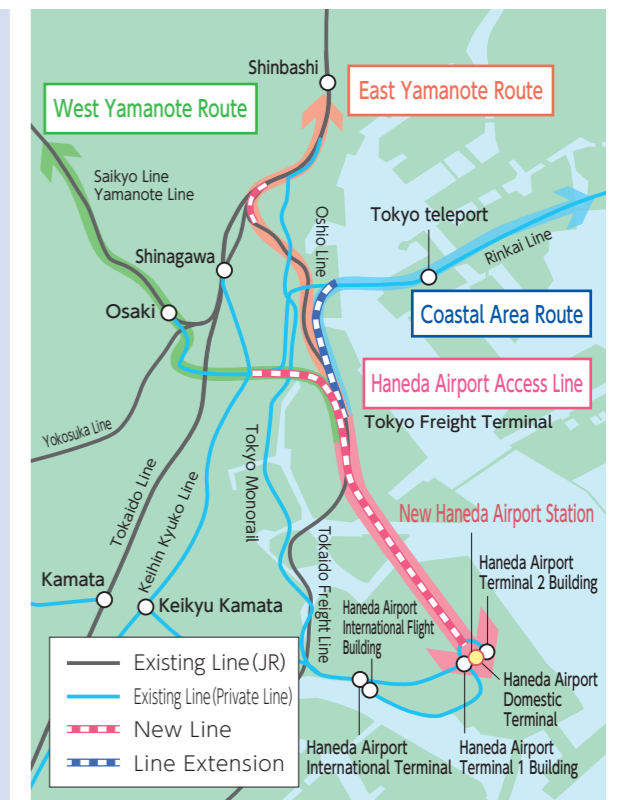 Shinbashi
East Yamanote Route
West Yamanote Route
Saikyo Line
Yamanote Line
Oshio Line
Tokyo teleport
Rinkai Line
Shinagawa
Osaki
Coastal Area Route
Haneda Airport Access Line
Tokyo Freight Terminal
Yokosuka Line
Tokaido Line
Keihin Kyuko Line
Tokyo Monorail
Tokaido Freight Line
New Haneda Airport Station
Haneda Airport
Terminal 2 Building
Kamata
Keikyu Kamata
Haneda Airport
International Flight
Building
Existing Line(JR)
Existing Line(Private Line)
New Line
Line Extension
Haneda Airport
Domestic
Terminal
Haneda Airport
International Terminal
Haneda Airport
Terminal 1 Building